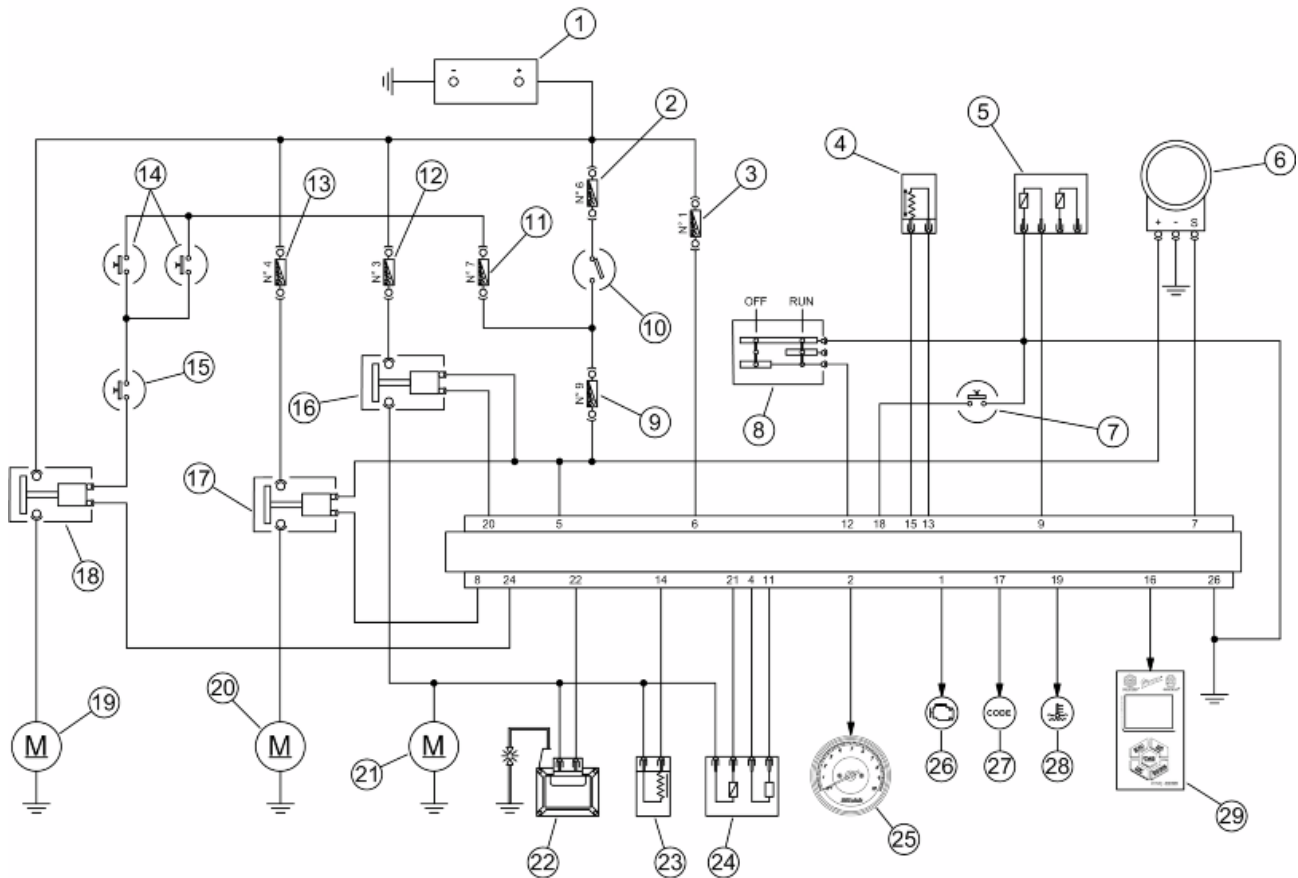 1
- +
2
14
13
12
N° 6
3
4
5
6
N° 1
11
N° 4
N° 3
N° 7
+ - S
10
OFF RUN
15
16
N° 9
9
8
7
17
20 5 6 12 18 15 13 9 7
18
8 24 22 14 21 4 11 2 1 17 19 16 26
19
20
M M M
CODE
21
26 27 28
22 23 24 25 29